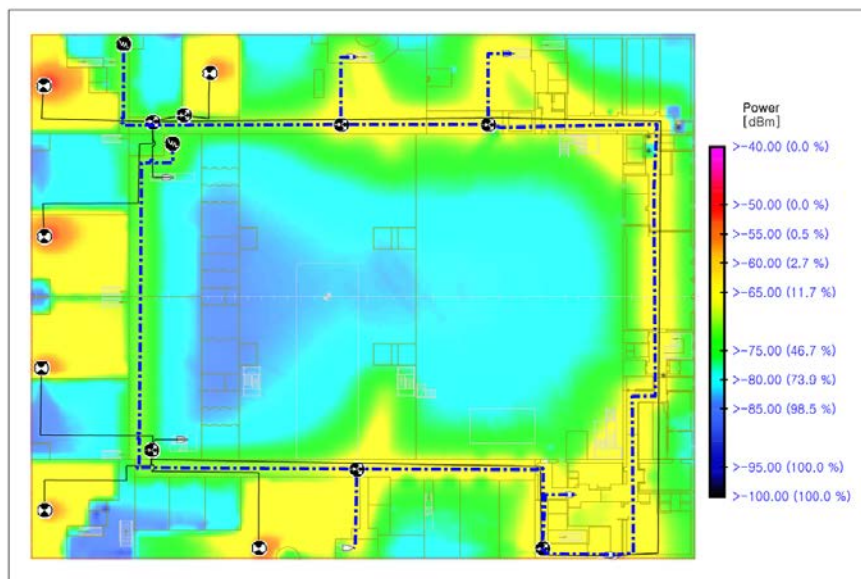 Power
[dBm]
>-40.00 (0.0 %)
>-50.00 (0.0 %)
>-55.00 (0.5 %)
>-60.00 (2.7 %)
>-65.00 (11.7 %)
>-75.00 (46.7 %)
>-80.00 (73.9 %)
>-85.00 (98.5 %)
>-95.00 (100.0 %)
>-100.00 (100.0 %)